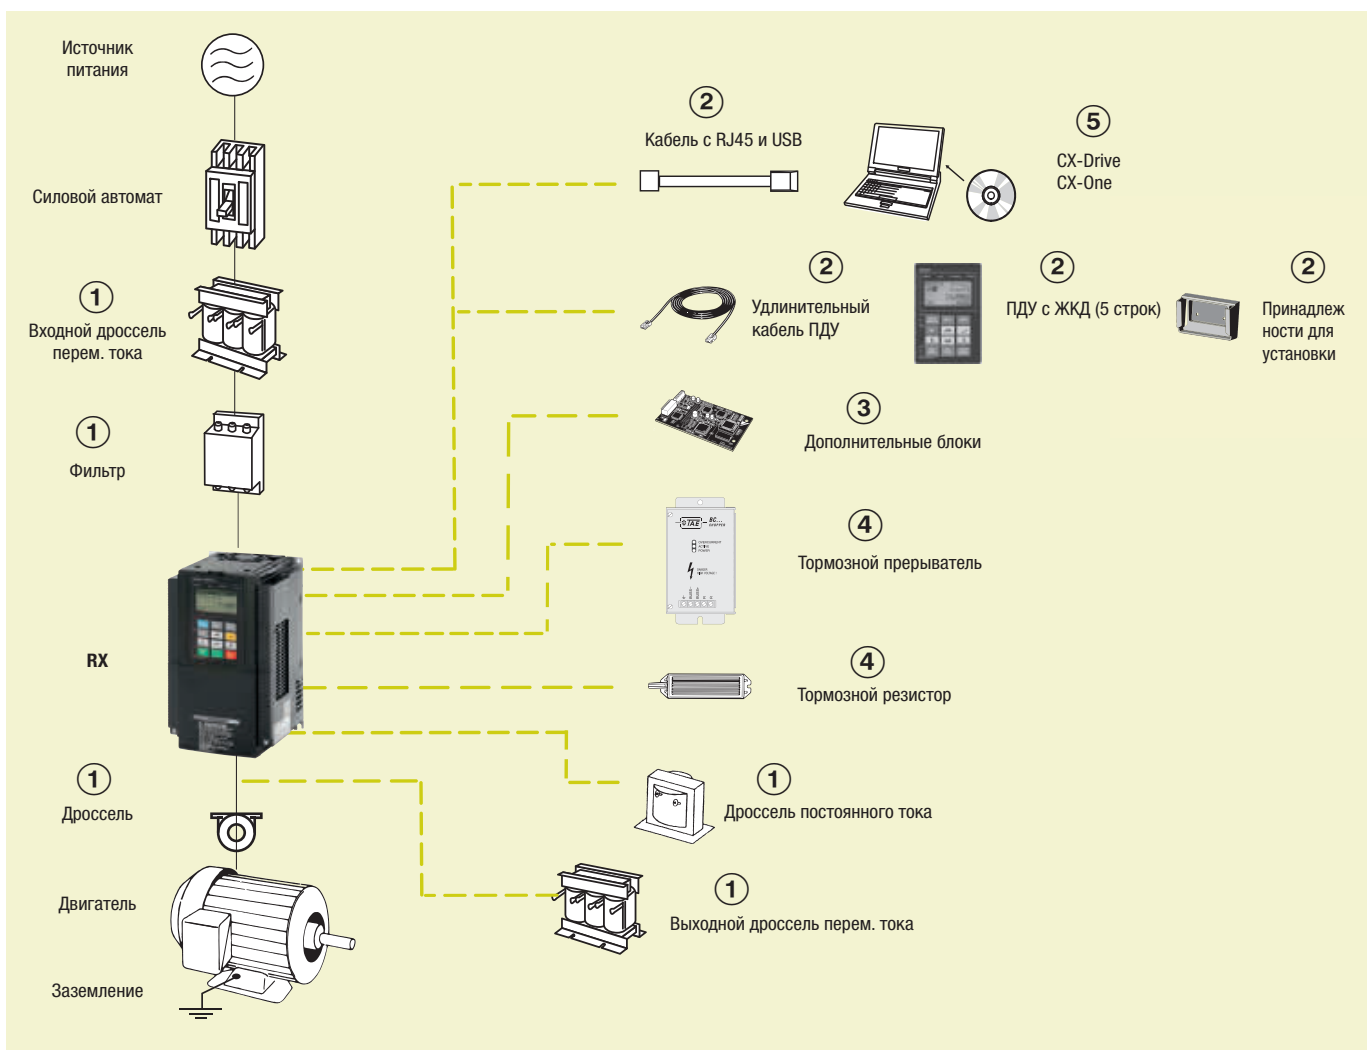 Источник
питания
Силовой автомат
1
Входной дроссель
перем. тока
1
Фильтр
RX
1
Дроссель
Двигатель
Заземление
2
Кабель с RJ45 и USB
5
CX-Drive
CX-One
2
Удлинительный
кабель ПДУ
2
ПДУ с ЖКД (5 строк)
2
Принадлеж
ности для
установки
3
Дополнительные блоки
TAE
BC...
4
Тормозной прерыватель
4
Тормозной резистор
1
Дроссель постоянного тока
1
Выходной дроссель перем. тока